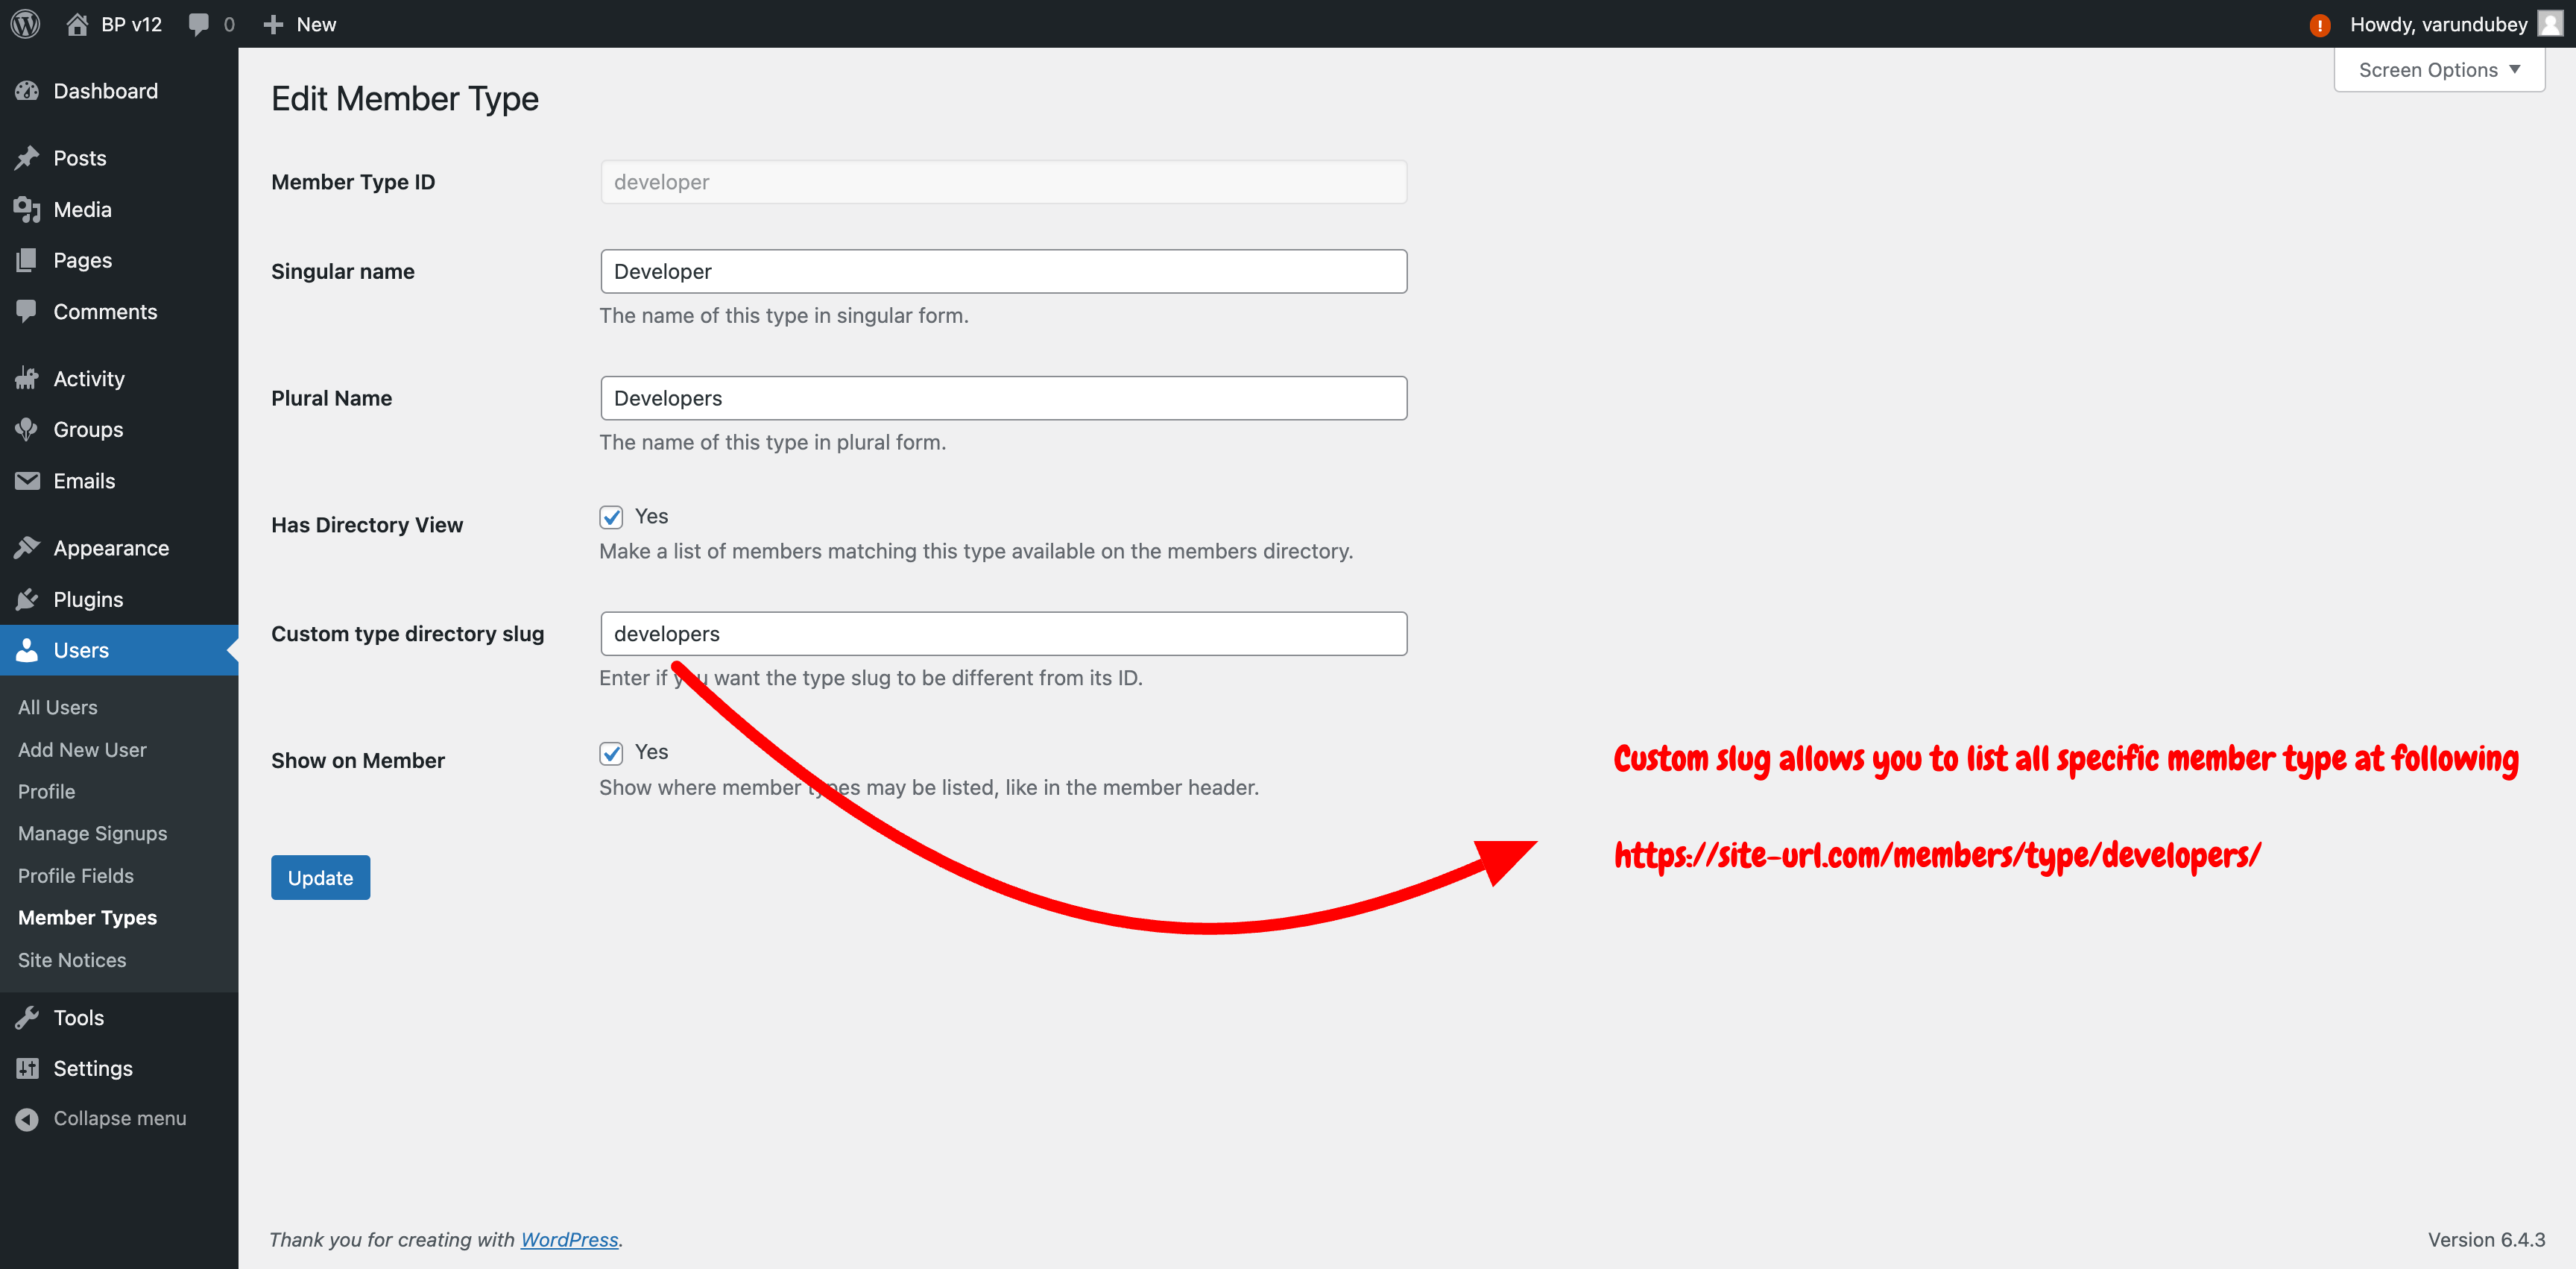 BP v12
0
New
Howdy, varundubey
Screen Options
Dashboard
Posts
Media
Pages
Comments
Activity
Groups
Emails
Appearance
Plugins
Users
All Users
Add New User
Profile
Manage Signups
Profile Fields
Member Types
Site Notices
Tools
Settings
Collapse menu
Edit Member Type
Member Type ID
developer
Singular name
Developer
The name of this type in singular form.
Plural Name
Developers
The name of this type in plural form.
Has Directory View
Yes
Make a list of members matching this type available on the members directory.
Custom type directory slug
developers
Enter if you want the type slug to be different from its ID.
Show on Member
Yes
Show where member types may be listed, like in the member header.
Update
Custom slug allows you to list all specific member type at following
https://site-url.com/members/type/developers/
Thank you for creating with WordPress.
Version 6.4.3